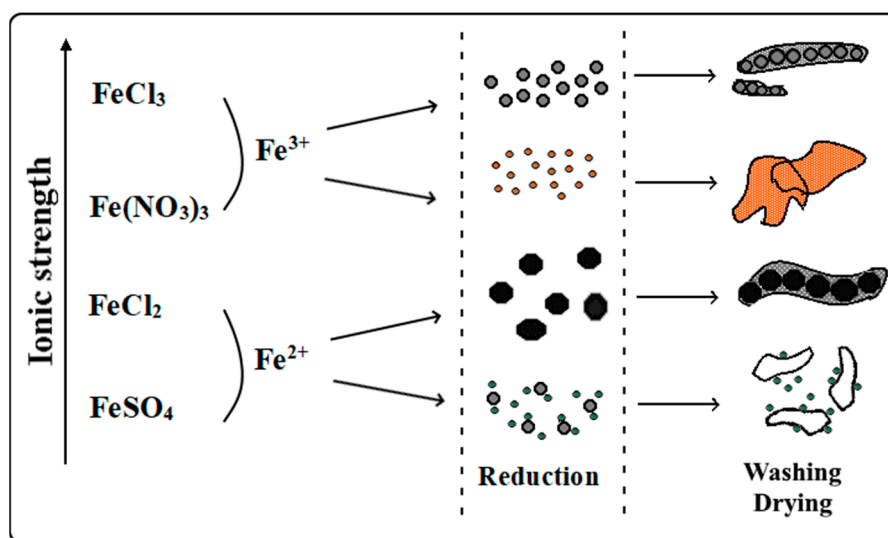 Ionic strength
FeCl₃
Fe³⁺
Fe(NO₃)₃
FeCl₂
Fe²⁺
FeSO₄
Reduction
Washing
Drying